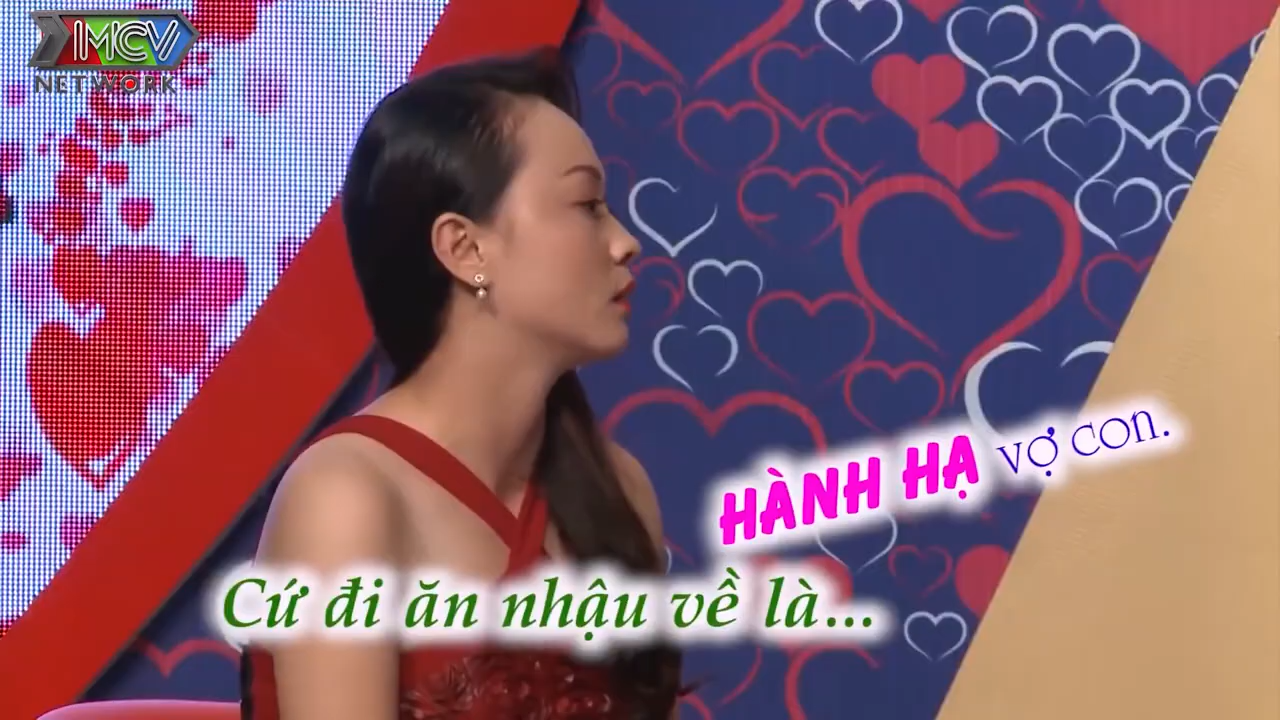 MCV
NETWORK
Cứ đi ăn nhậu về là...
HÀNH HẠ vợ con.